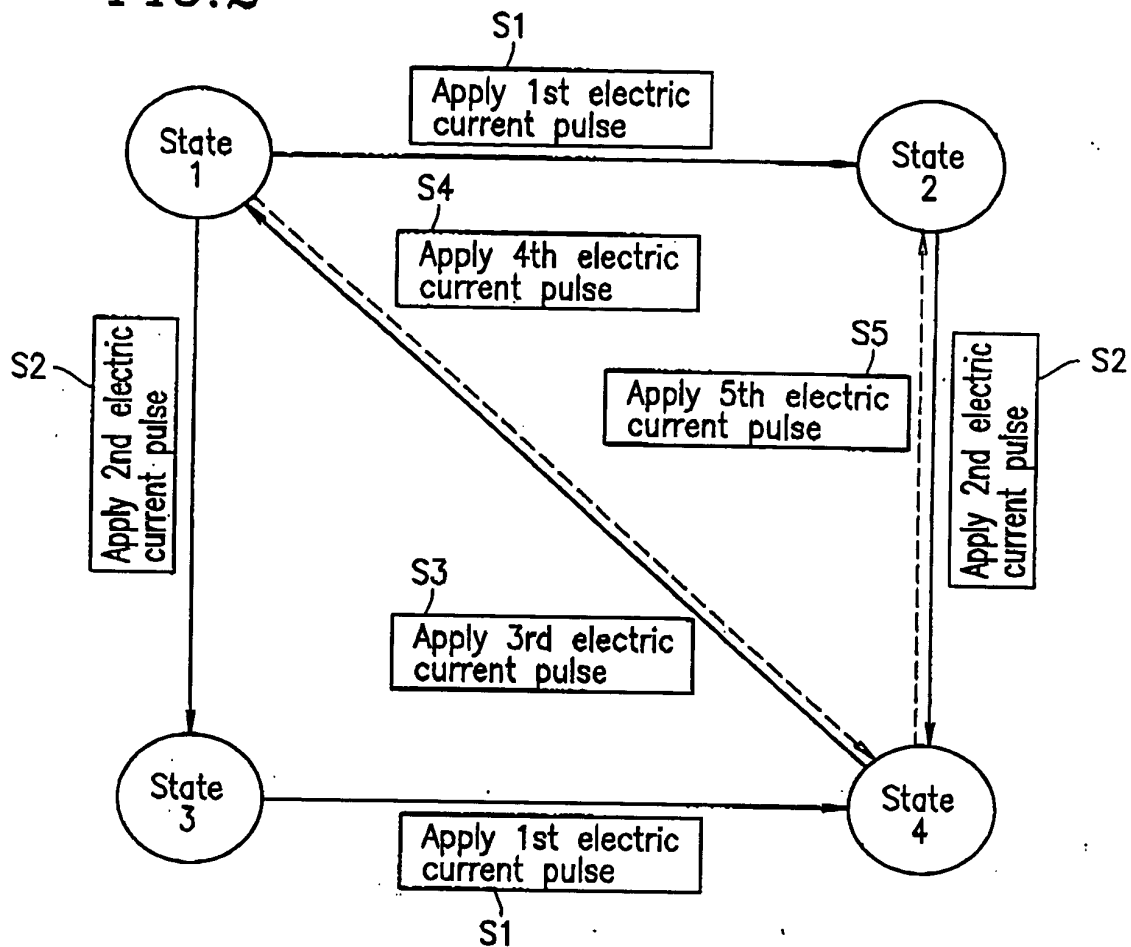 FIG.2
S1
Apply 1st electric
current pulse
State
1
State
2
S4
Apply 4th electric
current pulse
S2
Apply 2nd electric
current pulse
S5
Apply 5th electric
current pulse
Apply 2nd electric
current pulse
S2
S3
Apply 3rd electric
current pulse
State
3
State
4
Apply 1st electric
current pulse
S1